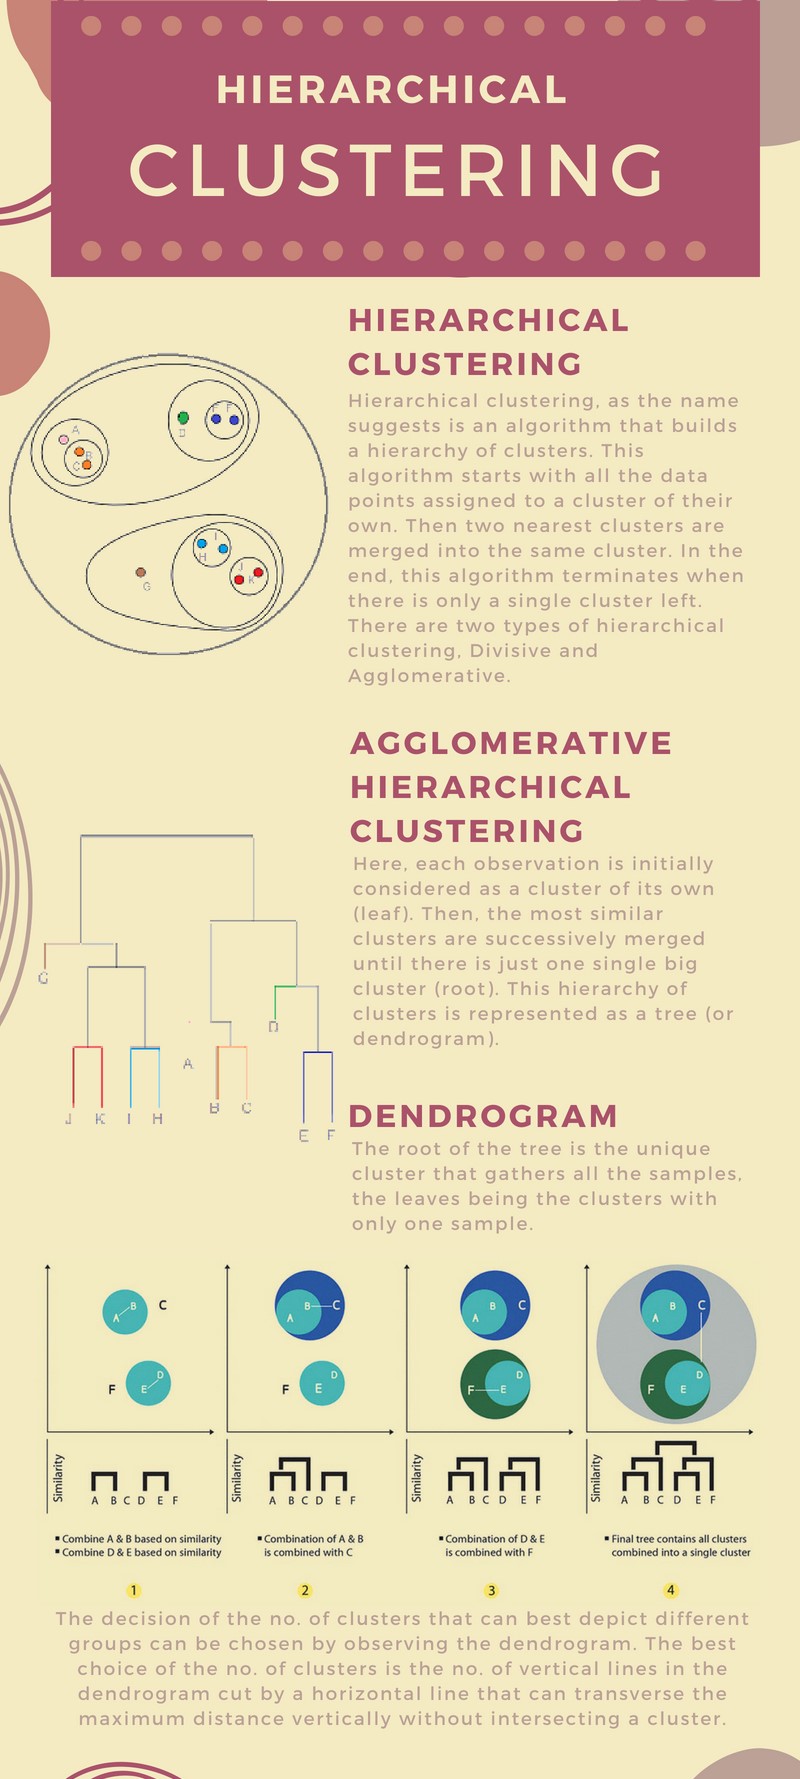 HIERARCHICAL
CLUSTERING
HIERARCHICAL
CLUSTERING
Hierarchical clustering, as the name
suggests is an algorithm that builds
a hierarchy of clusters. This
algorithm starts with all the data
points assigned to a cluster of their
own. Then two nearest clusters are
merged into the same cluster. In the
end, this algorithm terminates when
there is only a single cluster left.
There are two types of hierarchical
clustering, Divisive and
Agglomerative.
A
B
C
D
E F
I
H
J
K
G
AGGLOMERATIVE
HIERARCHICAL
CLUSTERING
Here, each observation is initially
considered as a cluster of its own
(leaf). Then, the most similar
clusters are successively merged
until there is just one single big
cluster (root). This hierarchy of
clusters is represented as a tree (or
dendrogram).
G
D
A
J K I H B C
E F
DENDROGRAM
The root of the tree is the unique
cluster that gathers all the samples,
the leaves being the clusters with
only one sample.
A B C
F E D
Similarity
A B C D E F
▪ Combine A & B based on similarity
▪ Combine D & E based on similarity
1
A B C
F E D
Similarity
A B C D E F
▪ Combination of A & B
is combined with C
2
A B C
F E D
Similarity
A B C D E F
▪ Combination of D & E
is combined with F
3
A B C
F E D
Similarity
A B C D E F
▪ Final tree contains all clusters
combined into a single cluster
4
The decision of the no. of clusters that can best depict different
groups can be chosen by observing the dendrogram. The best
choice of the no. of clusters is the no. of vertical lines in the
dendrogram cut by a horizontal line that can transverse the
maximum distance vertically without intersecting a cluster.